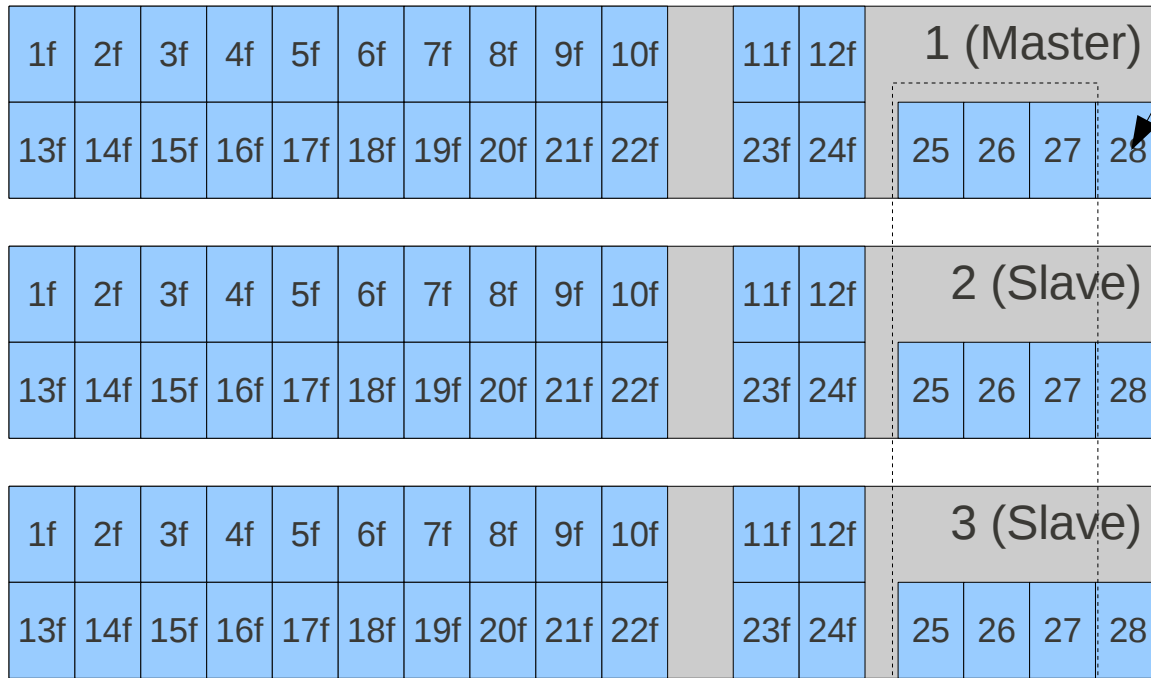 1f 2f 3f 4f 5f 6f 7f 8f 9f 10f 11f 12f 1 (Master)
13f 14f 15f 16f 17f 18f 19f 20f 21f 22f 23f 24f 25 26 27 28
1f 2f 3f 4f 5f 6f 7f 8f 9f 10f 11f 12f 2 (Slave)
13f 14f 15f 16f 17f 18f 19f 20f 21f 22f 23f 24f 25 26 27 28
1f 2f 3f 4f 5f 6f 7f 8f 9f 10f 11f 12f 3 (Slave)
13f 14f 15f 16f 17f 18f 19f 20f 21f 22f 23f 24f 25 26 27 28